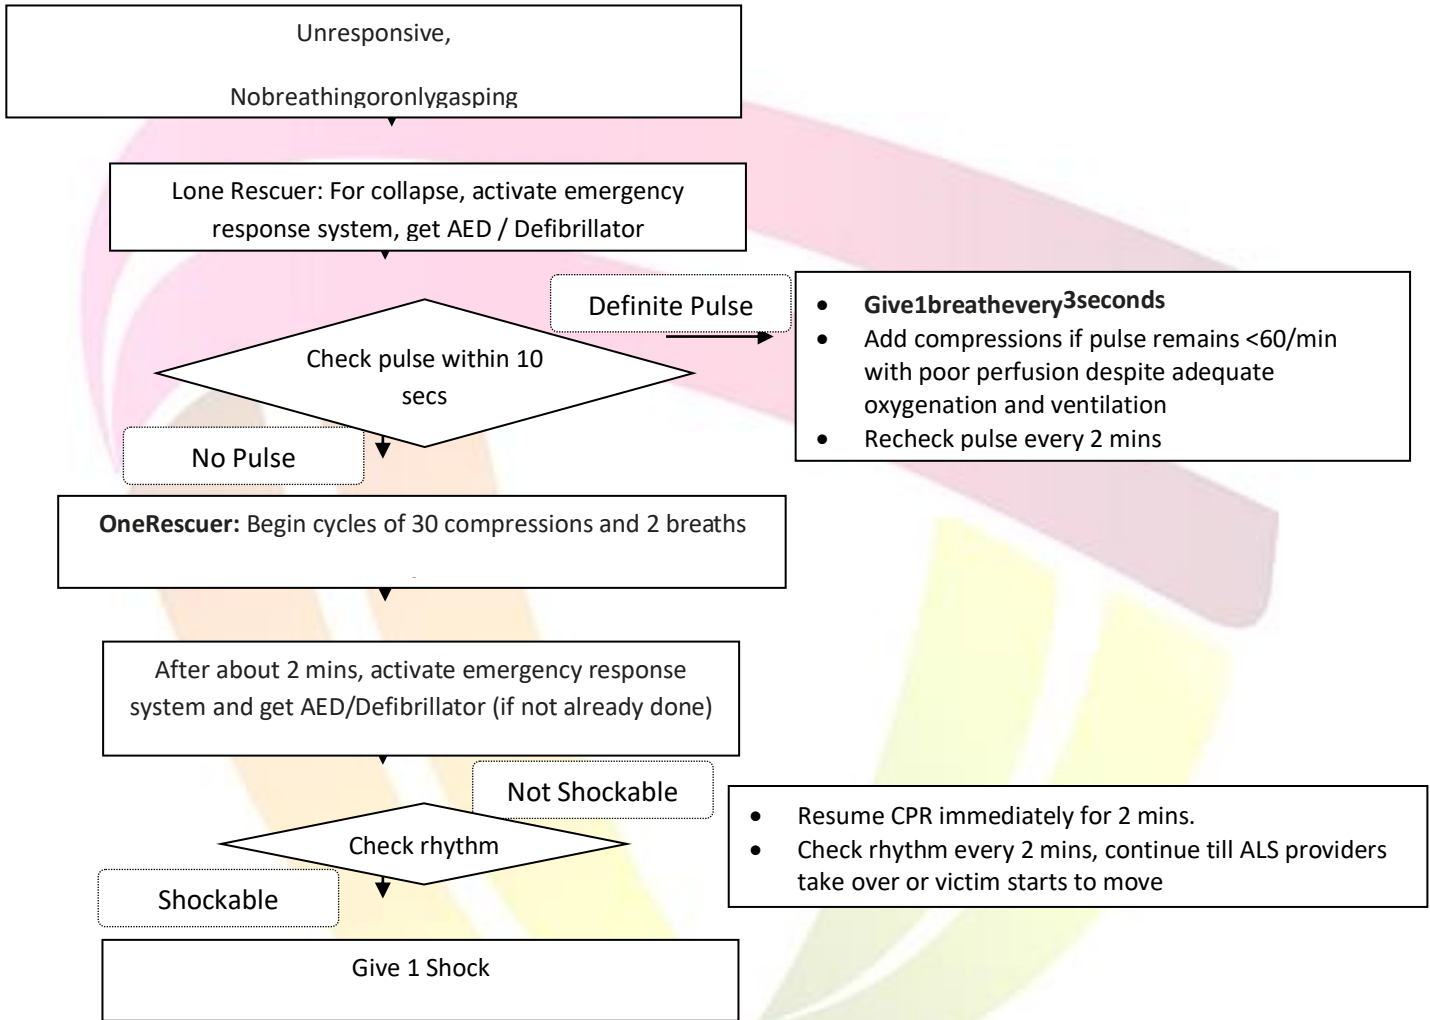 Unresponsive,
Nobreathingoronlygasping
Lone Rescuer: For collapse, activate emergency
response system, get AED / Defibrillator
Definite Pulse
• Give1breathevery3seconds
• Add compressions if pulse remains <60/min
with poor perfusion despite adequate
oxygenation and ventilation
• Recheck pulse every 2 mins
Check pulse within 10
secs
No Pulse
OneRescuer: Begin cycles of 30 compressions and 2 breaths
After about 2 mins, activate emergency response
system and get AED/Defibrillator (if not already done)
Not Shockable
• Resume CPR immediately for 2 mins.
• Check rhythm every 2 mins, continue till ALS providers
take over or victim starts to move
Check rhythm
Shockable
Give 1 Shock